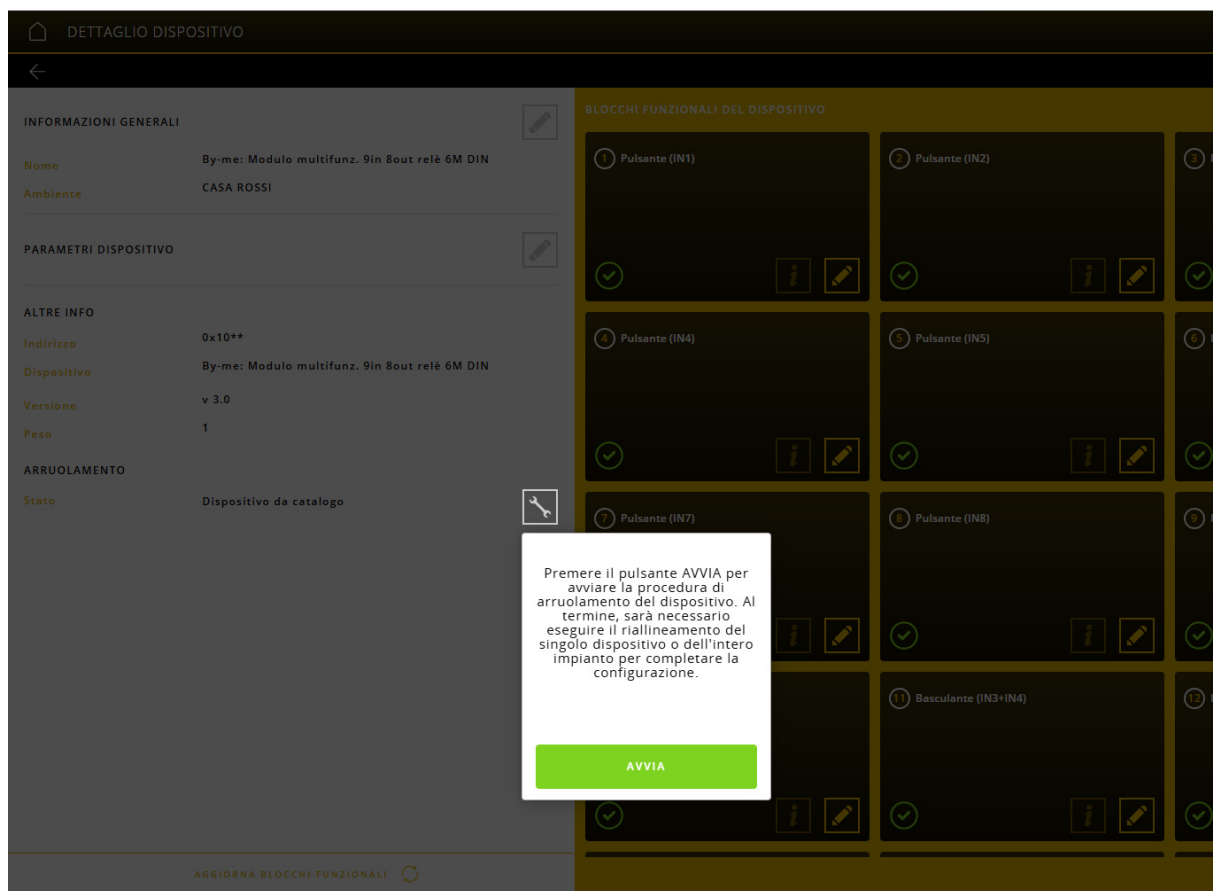 DETTAGLIO DISPOSITIVO
INFORMAZIONI GENERALI
Nome
By-me: Modulo multifunz. 9in 8out relè 6M DIN
Ambiente
CASA ROSSI
PARAMETRI DISPOSITIVO
ALTRE INFO
Indirizzo
0x10**
Dispositivo
By-me: Modulo multifunz. 9in 8out relè 6M DIN
Versione
v 3.0
Peso
1
ARRUOLAMENTO
Stato
Dispositivo da catalogo
AGGIORNA BLOCCHI FUNZIONALI
BLOCCHI FUNZIONALI DEL DISPOSITIVO
1 Pulsante (IN1)
2 Pulsante (IN2)
3
4 Pulsante (IN4)
5 Pulsante (IN5)
6
7 Pulsante (IN7)
8 Pulsante (IN8)
9
11 Basculante (IN3+IN4)
12
Premere il pulsante AVVIA per
avviare la procedura di
arruolamento del dispositivo. Al
termine, sarà necessario
eseguire il riallineamento del
singolo dispositivo o dell'intero
impianto per completare la
configurazione.
AVVIA